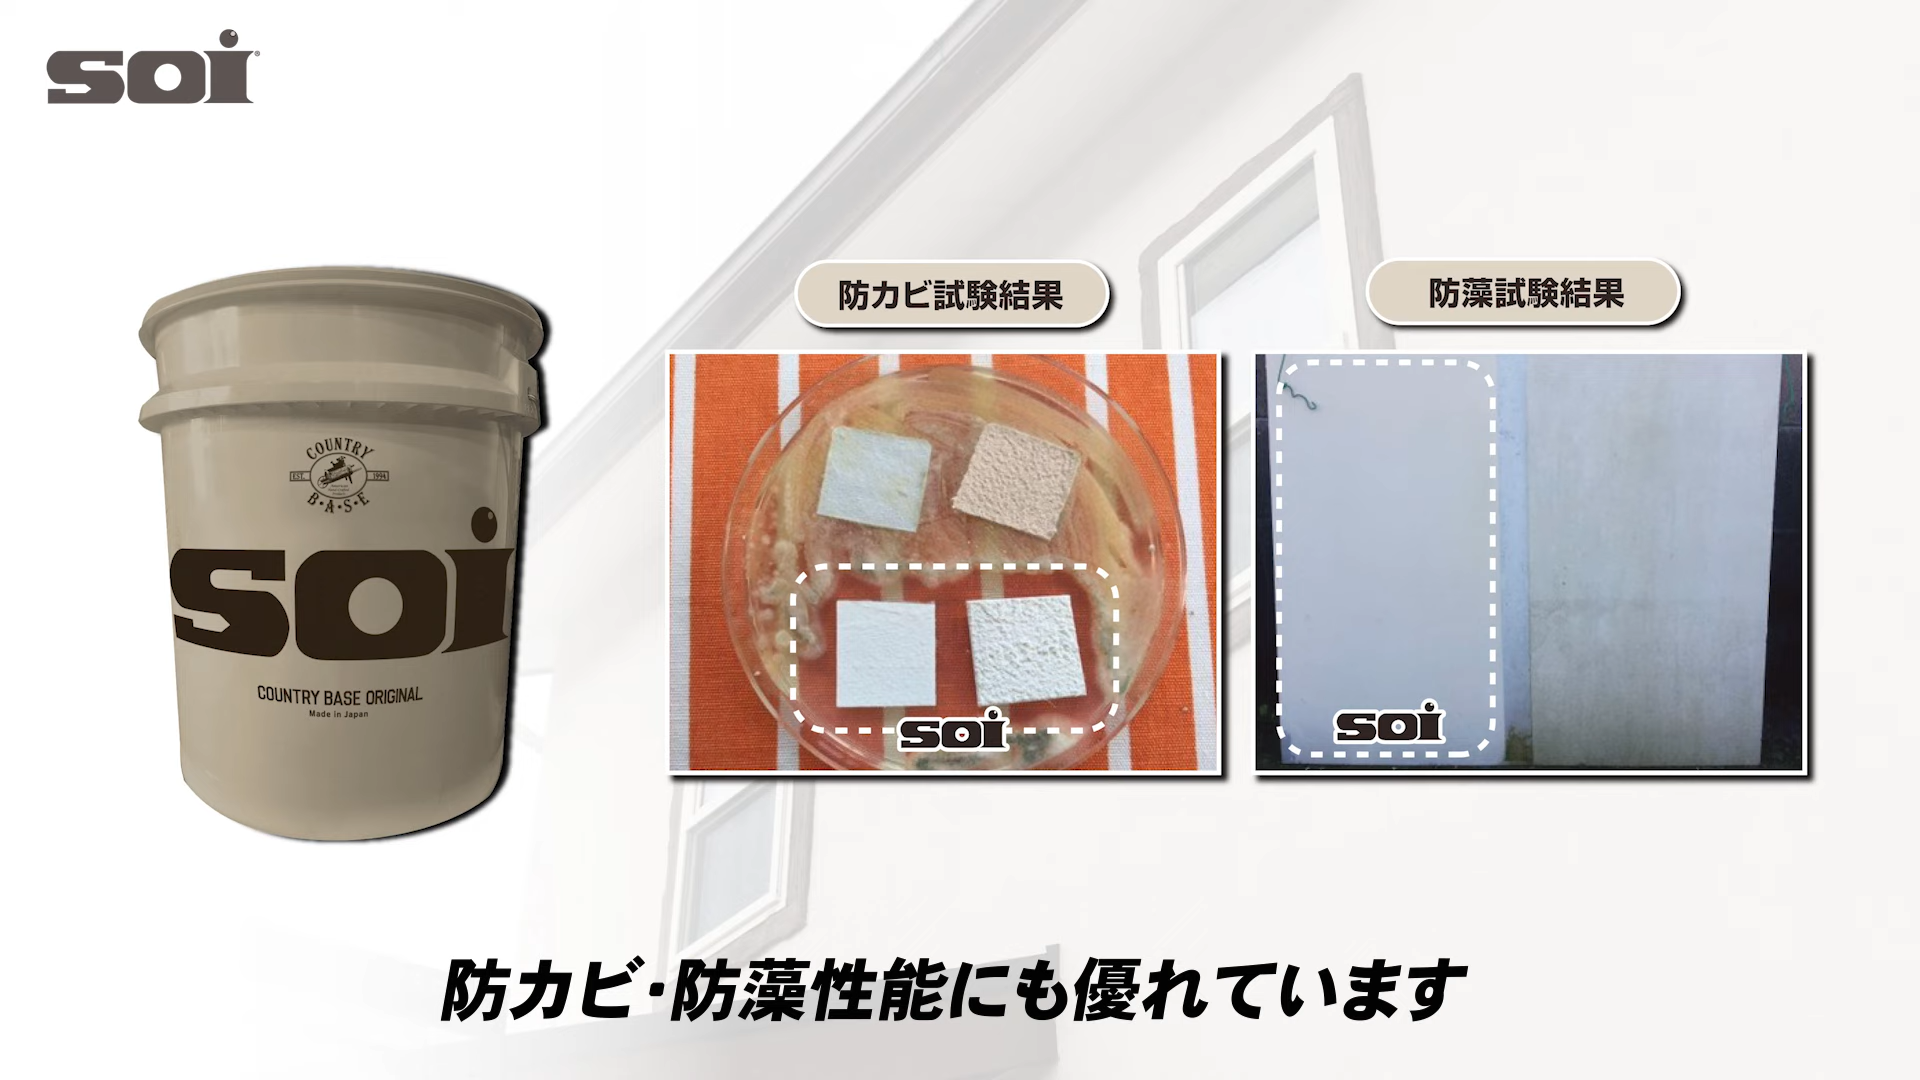 soi
防カビ試験結果
防藻試験結果
COUNTRY
EST. 1994
B・A・S・E
soi
COUNTRY BASE ORIGINAL
Made in Japan
soi
soi
防カビ・防藻性能にも優れています